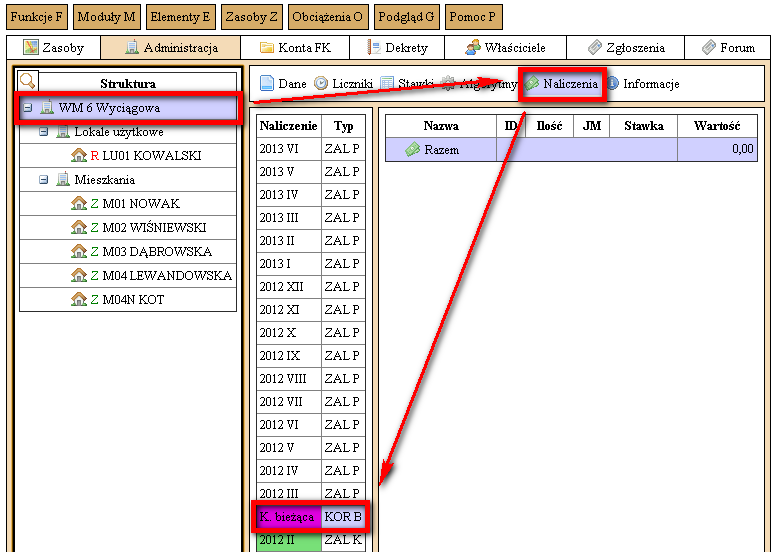 Funkcje F Moduły M Elementy E Zasoby Z Obciążenia O Podgląd G Pomoc P
Zasoby Administracja Konta FK Dekrety Właściciele Zgłoszenia Forum
Struktura
WM 6 Wyciągowa
Lokale użytkowe
R LU01 KOWALSKI
Mieszkania
Z M01 NOWAK
Z M02 WIŚNIEWSKI
Z M03 DĄBROWSKA
Z M04 LEWANDOWSKA
Z M04N KOT
Dane Liczniki Stawki Algorytmy Naliczenia Informacje
Naliczenie Typ
2013 VI ZAL P
2013 V ZAL P
2013 IV ZAL P
2013 III ZAL P
2013 II ZAL P
2013 I ZAL P
2012 XII ZAL P
2012 XI ZAL P
2012 X ZAL P
2012 IX ZAL P
2012 VIII ZAL P
2012 VII ZAL P
2012 VI ZAL P
2012 V ZAL P
2012 IV ZAL P
2012 III ZAL P
K. bieżąca KOR B
2012 II ZAL K
Nazwa ID Ilość JM Stawka Wartość
Razem 0,00